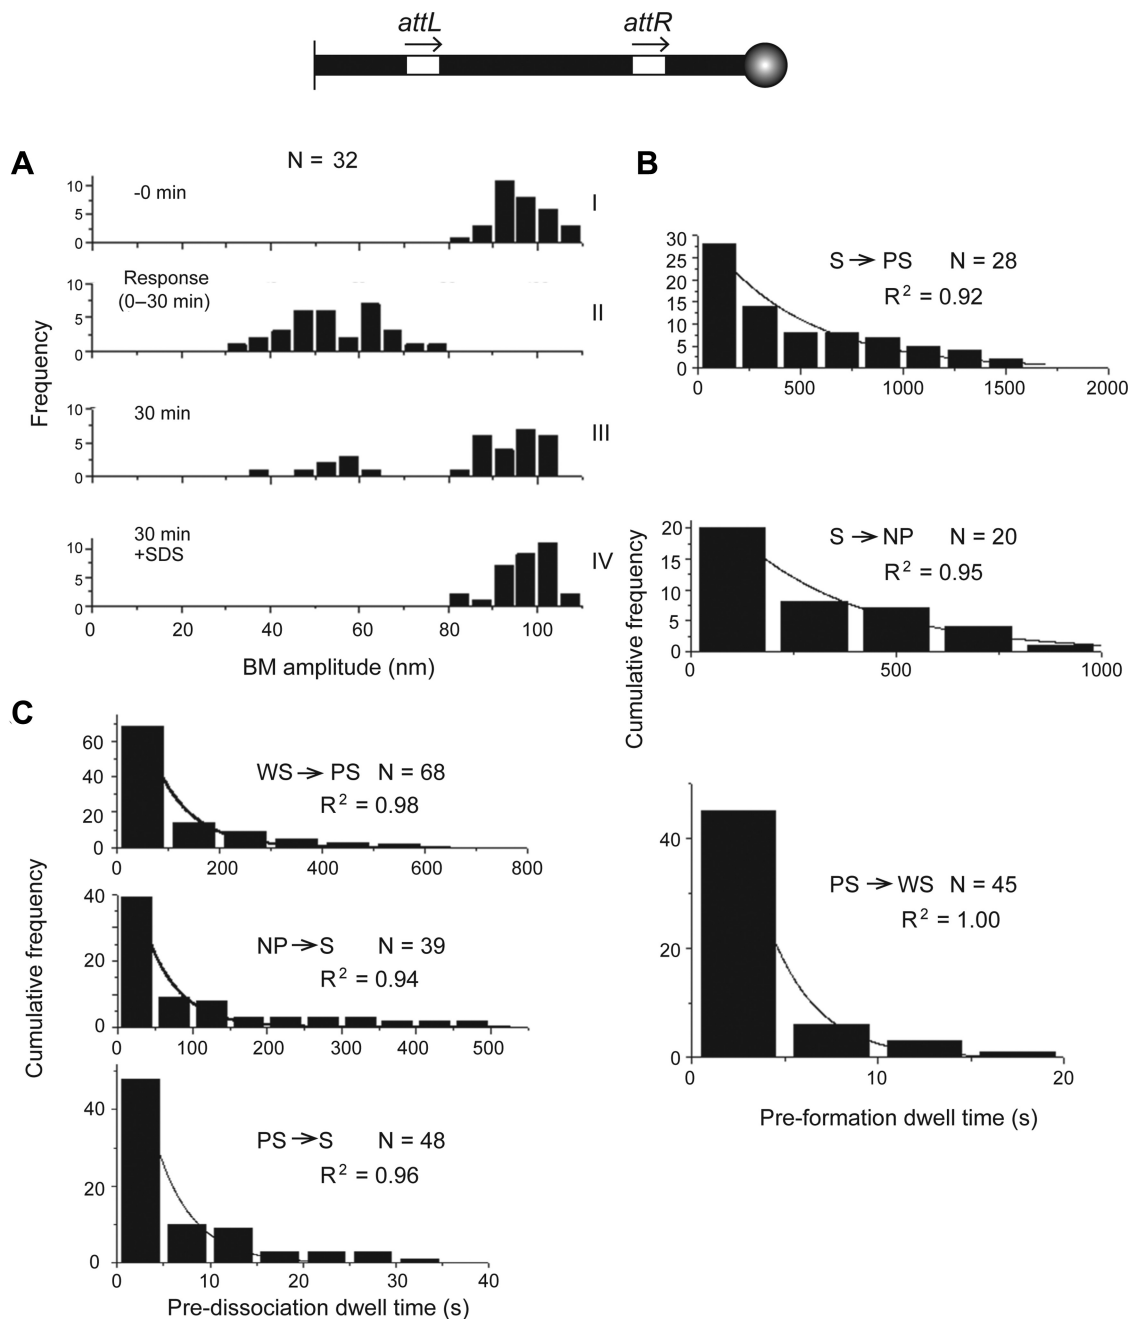 attL attR
A
N = 32
-0 min
I
10
5
0
Response
(0–30 min)
II
10
5
0
30 min
III
10
5
0
30 min
+SDS
IV
10
5
0
0 20 40 60 80 100
Frequency
BM amplitude (nm)
B
S → PS N = 28
R² = 0.92
30
25
20
15
10
5
0
0 500 1000 1500 2000
S → NP N = 20
R² = 0.95
20
15
10
5
0
0 500 1000
PS → WS N = 45
R² = 1.00
40
20
0
0 10 20
Cumulative frequency
Pre-formation dwell time (s)
C
WS → PS N = 68
R² = 0.98
60
40
20
0
0 200 400 600 800
NP → S N = 39
R² = 0.94
40
20
0
0 100 200 300 400 500
PS → S N = 48
R² = 0.96
40
20
0
0 10 20 30 40
Cumulative frequency
Pre-dissociation dwell time (s)